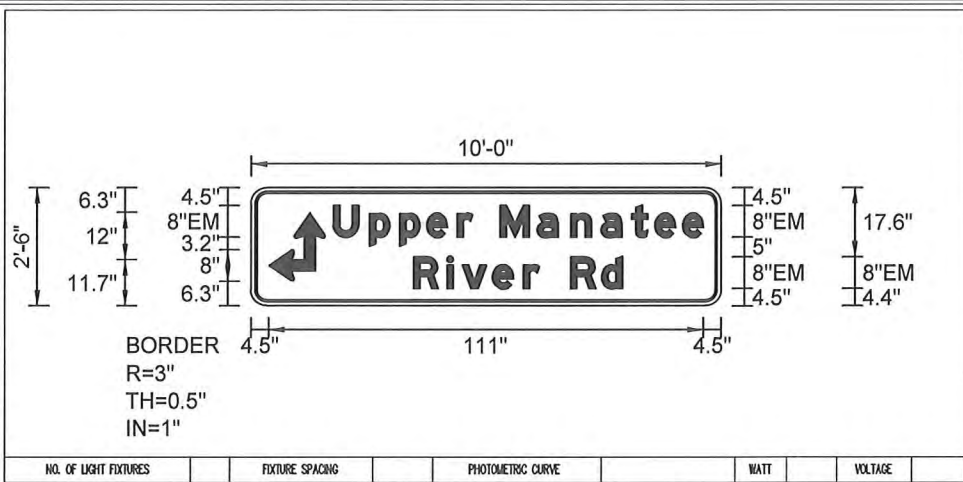 10'-0"
2'-6"
6.3"
12"
11.7"
4.5"
8"EM
3.2"
8"
6.3"
Upper Manatee
River Rd
4.5"
8"EM
5"
8"EM
4.5"
17.6"
8"EM
4.4"
4.5" 111" 4.5"
BORDER
R=3"
TH=0.5"
IN=1"
NO. OF LIGHT FIXTURES FIXTURE SPACING PHOTOMETRIC CURVE WATT VOLTAGE